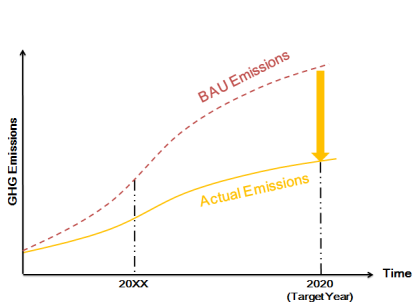 BAU Emissions
GHG Emissions
Actual Emissions
Time
20XX
2020
(Target Year)